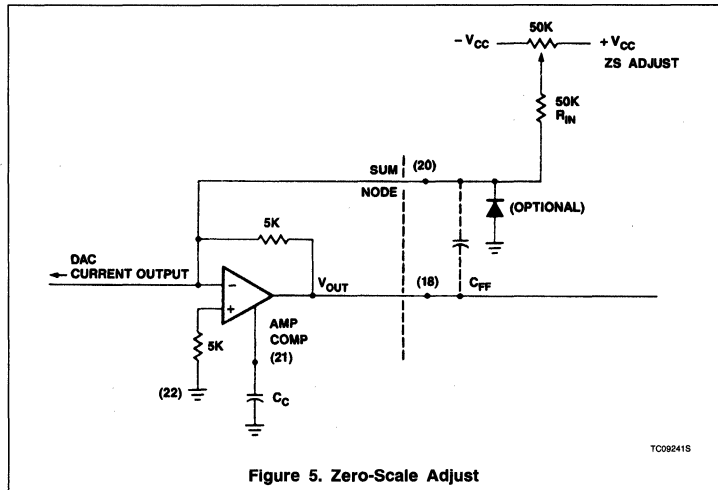 50K
− VCC
+ VCC
ZS ADJUST
50K
RIN
SUM
(20)
NODE
(OPTIONAL)
5K
DAC
CURRENT OUTPUT
−
VOUT
(18)
CFF
+
AMP
COMP
5K
(21)
(22)
CC
TC09241S
Figure 5. Zero-Scale Adjust